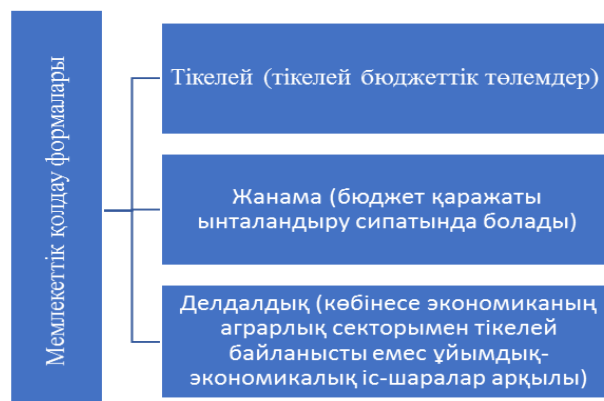 Мемлекеттік қолдау формалары
Тікелей (тікелей бюджеттік төлемдер)
Жанама (бюджет қаражаты
ынталандыру сипатында болады)
Делдалдық (көбінесе экономиканың
аграрлық секторымен тікелей
байланысты емес ұйымдық-
экономикалық іс-шаралар арқылы)